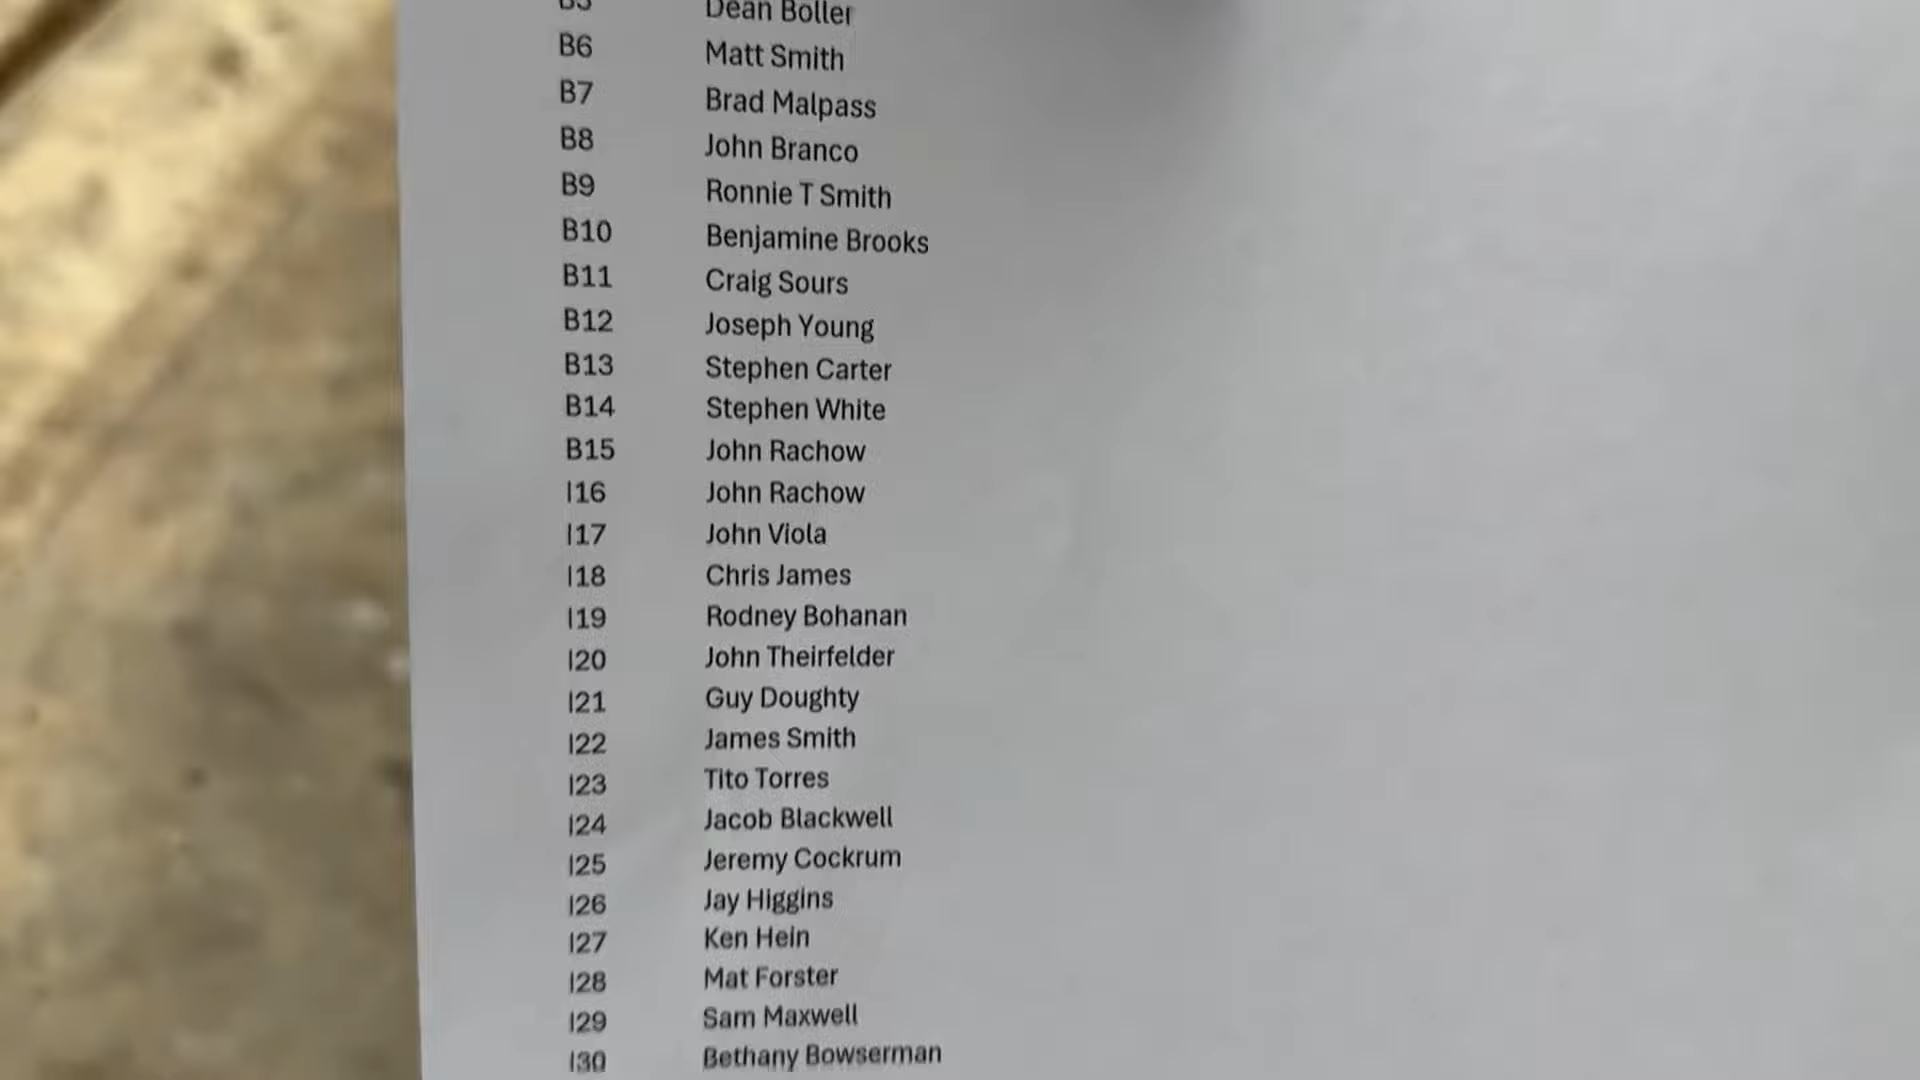 B5 Dean Boller
B6 Matt Smith
B7 Brad Malpass
B8 John Branco
B9 Ronnie T Smith
B10 Benjamine Brooks
B11 Craig Sours
B12 Joseph Young
B13 Stephen Carter
B14 Stephen White
B15 John Rachow
I16 John Rachow
I17 John Viola
I18 Chris James
I19 Rodney Bohanan
I20 John Theirfelder
I21 Guy Doughty
I22 James Smith
I23 Tito Torres
I24 Jacob Blackwell
I25 Jeremy Cockrum
I26 Jay Higgins
I27 Ken Hein
I28 Mat Forster
I29 Sam Maxwell
I30 Bethany Bowserman